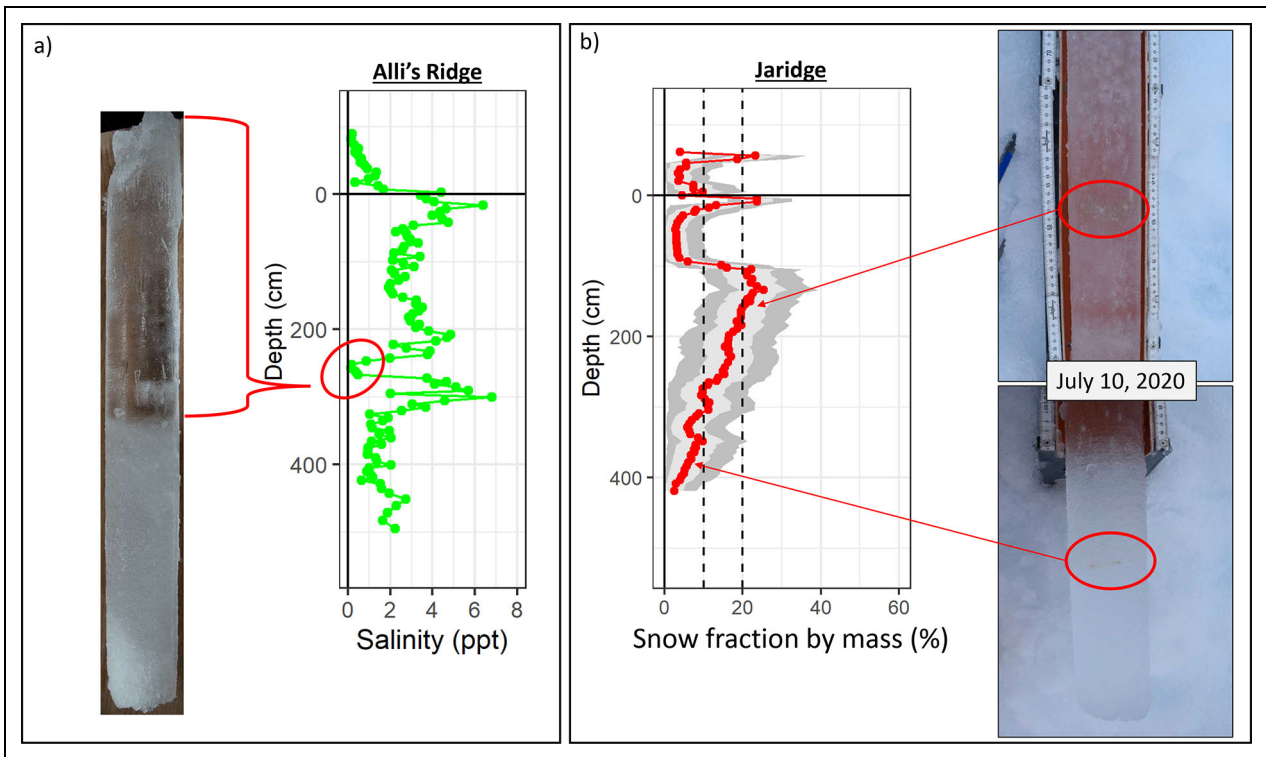 a)
Alli's Ridge
0
200
400
Depth (cm)
0 2 4 6 8
Salinity (ppt)
b)
Jaridge
0
200
400
Depth (cm)
0 20 40 60
Snow fraction by mass (%)
July 10, 2020